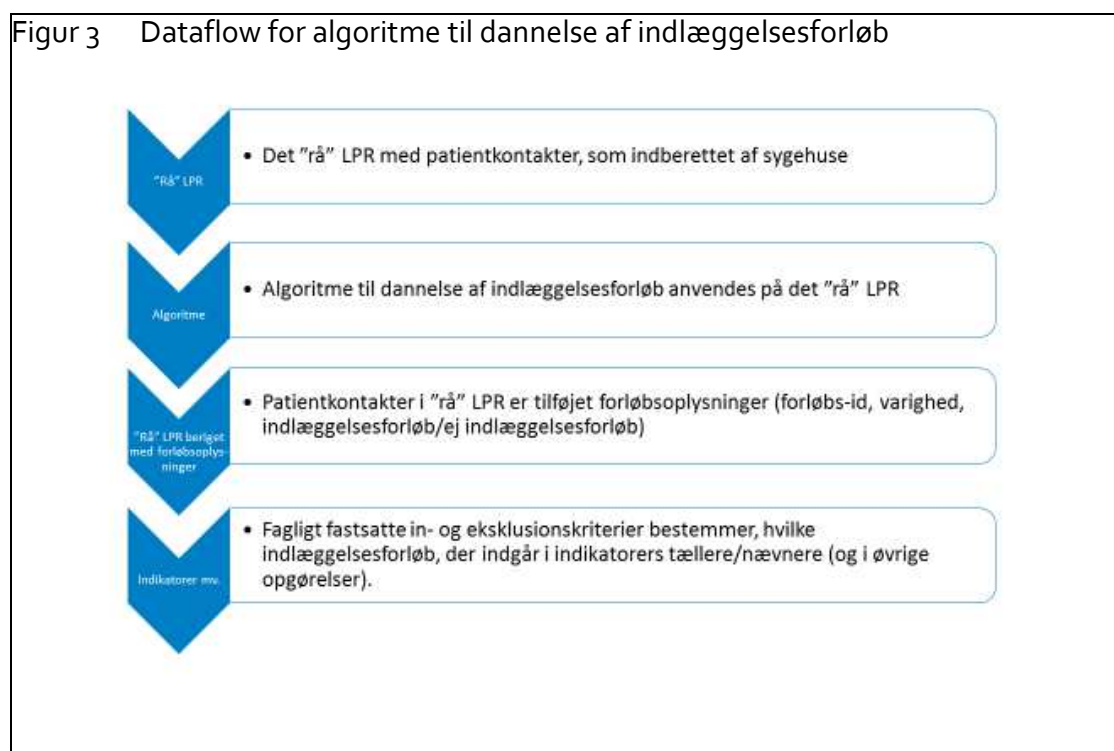 Figur 3 Dataflow for algoritme til dannelse af indlæggelsesforløb
"Rå" LPR
• Det "rå" LPR med patientkontakter, som indberettet af sygehuse
Algoritme
• Algoritme til dannelse af indlæggelsesforløb anvendes på det "rå" LPR
"Rå" LPR beriget
med forløbsoplys-
ninger
• Patientkontakter i "rå" LPR er tilføjet forløbsoplysninger (forløbs-id, varighed,
indlæggelsesforløb/ej indlæggelsesforløb)
Indikatorer mv.
• Fagligt fastsatte in- og eksklusionskriterier bestemmer, hvilke
indlæggelsesforløb, der indgår i indikatorers tællere/nævnere (og i øvrige
opgørelser).